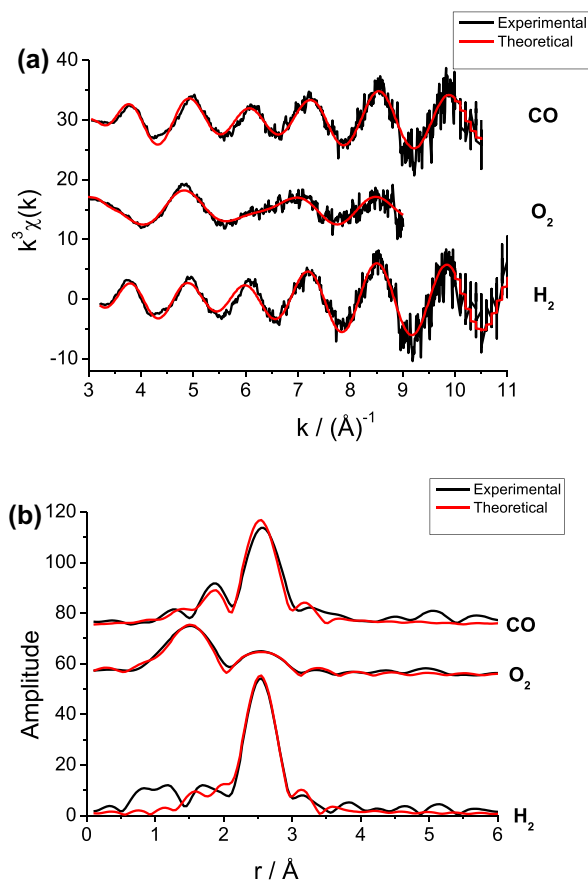 Experimental
Theoretical
(a)
40
30
20
10
0
-10
k³χ(k)
CO
O₂
H₂
3 4 5 6 7 8 9 10 11
k / (Å)⁻¹
Experimental
Theoretical
(b)
120
100
80
60
40
20
0
Amplitude
CO
O₂
H₂
0 1 2 3 4 5 6
r / Å